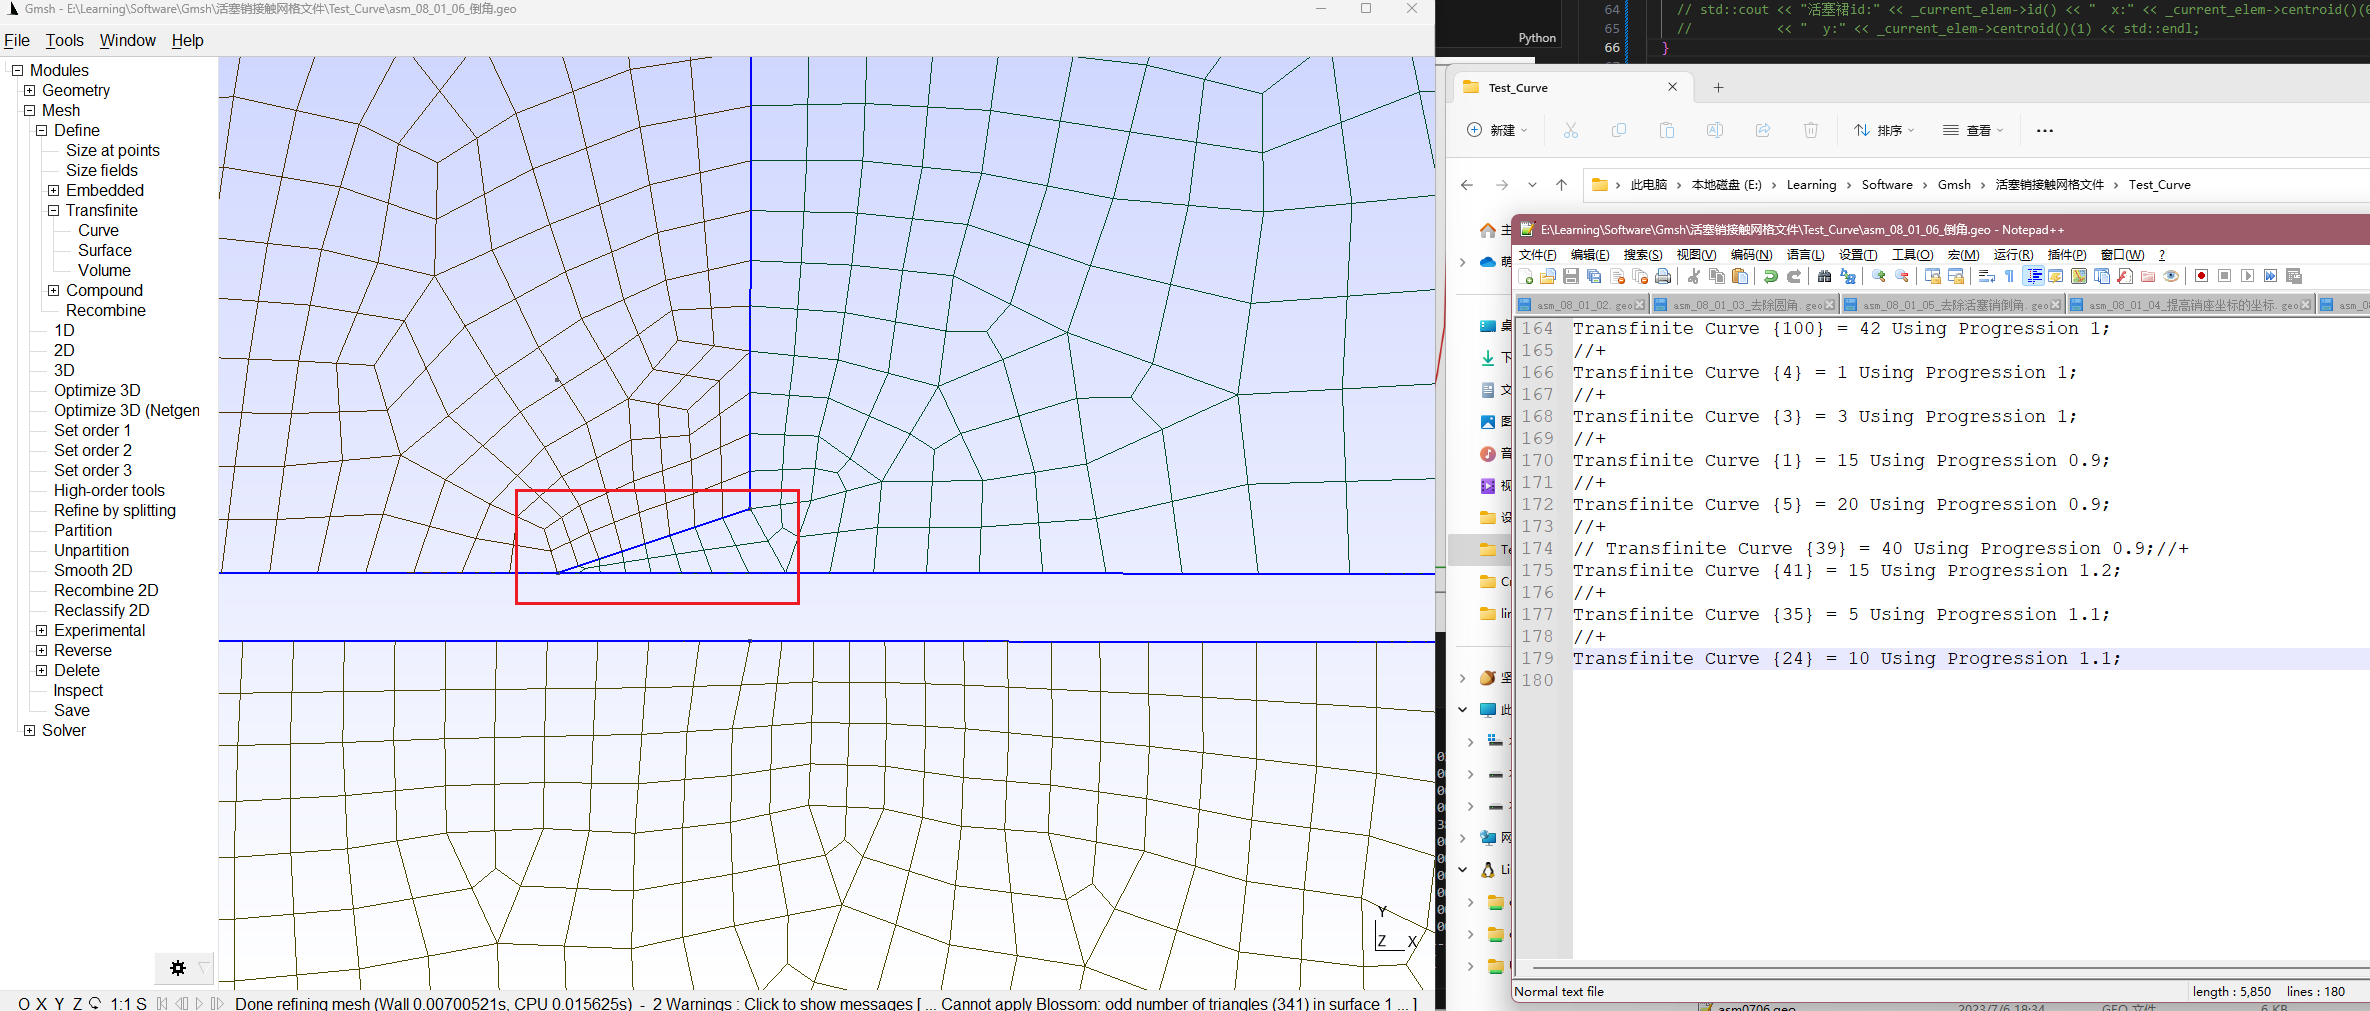 Gmsh - E:\Learning\Software\Gmsh\活塞销接触网格文件\Test_Curve\asm_08_01_06_倒角.geo
File Tools Window Help
Modules
Geometry
Mesh
Define
Size at points
Size fields
Embedded
Transfinite
Curve
Surface
Volume
Compound
Recombine
1D
2D
3D
Optimize 3D
Optimize 3D (Netgen
Set order 1
Set order 2
Set order 3
High-order tools
Refine by splitting
Partition
Unpartition
Smooth 2D
Recombine 2D
Reclassify 2D
Experimental
Reverse
Delete
Inspect
Save
Solver
Y
Z X
O X Y Z 1:1 S Done refining mesh (Wall 0.00700521s, CPU 0.015625s) - 2 Warnings : Click to show messages [ ... Cannot apply Blossom: odd number of triangles (341) in surface 1 ... ]
Python
64 // std::cout << "活塞裙id:" << _current_elem->id() << " x:" << _current_elem->centroid()(
65 // << " y:" << _current_elem->centroid()(1) << std::endl;
66 }
Test_Curve
新建 排序 查看
此电脑 本地磁盘 (E:) Learning Software Gmsh 活塞销接触网格文件 Test_Curve
E:\Learning\Software\Gmsh\活塞销接触网格文件\Test_Curve\asm_08_01_06_倒角.geo - Notepad++
文件(F) 编辑(E) 搜索(S) 视图(V) 编码(N) 语言(L) 设置(T) 工具(O) 宏(M) 运行(R) 插件(P) 窗口(W) ?
asm_08_01_02.geo asm_08_01_03_去除圆角.geo asm_08_01_05_去除活塞销倒角.geo asm_08_01_04_提高销座坐标的坐标.geo
164 Transfinite Curve {100} = 42 Using Progression 1;
165 //+
166 Transfinite Curve {4} = 1 Using Progression 1;
167 //+
168 Transfinite Curve {3} = 3 Using Progression 1;
169 //+
170 Transfinite Curve {1} = 15 Using Progression 0.9;
171 //+
172 Transfinite Curve {5} = 20 Using Progression 0.9;
173 //+
174 // Transfinite Curve {39} = 40 Using Progression 0.9;//+
175 Transfinite Curve {41} = 15 Using Progression 1.2;
176 //+
177 Transfinite Curve {35} = 5 Using Progression 1.1;
178 //+
179 Transfinite Curve {24} = 10 Using Progression 1.1;
180
Normal text file length : 5,850 lines : 180
asm0706.geo 2023/7/6 18:34 GEO 文件 6 KB